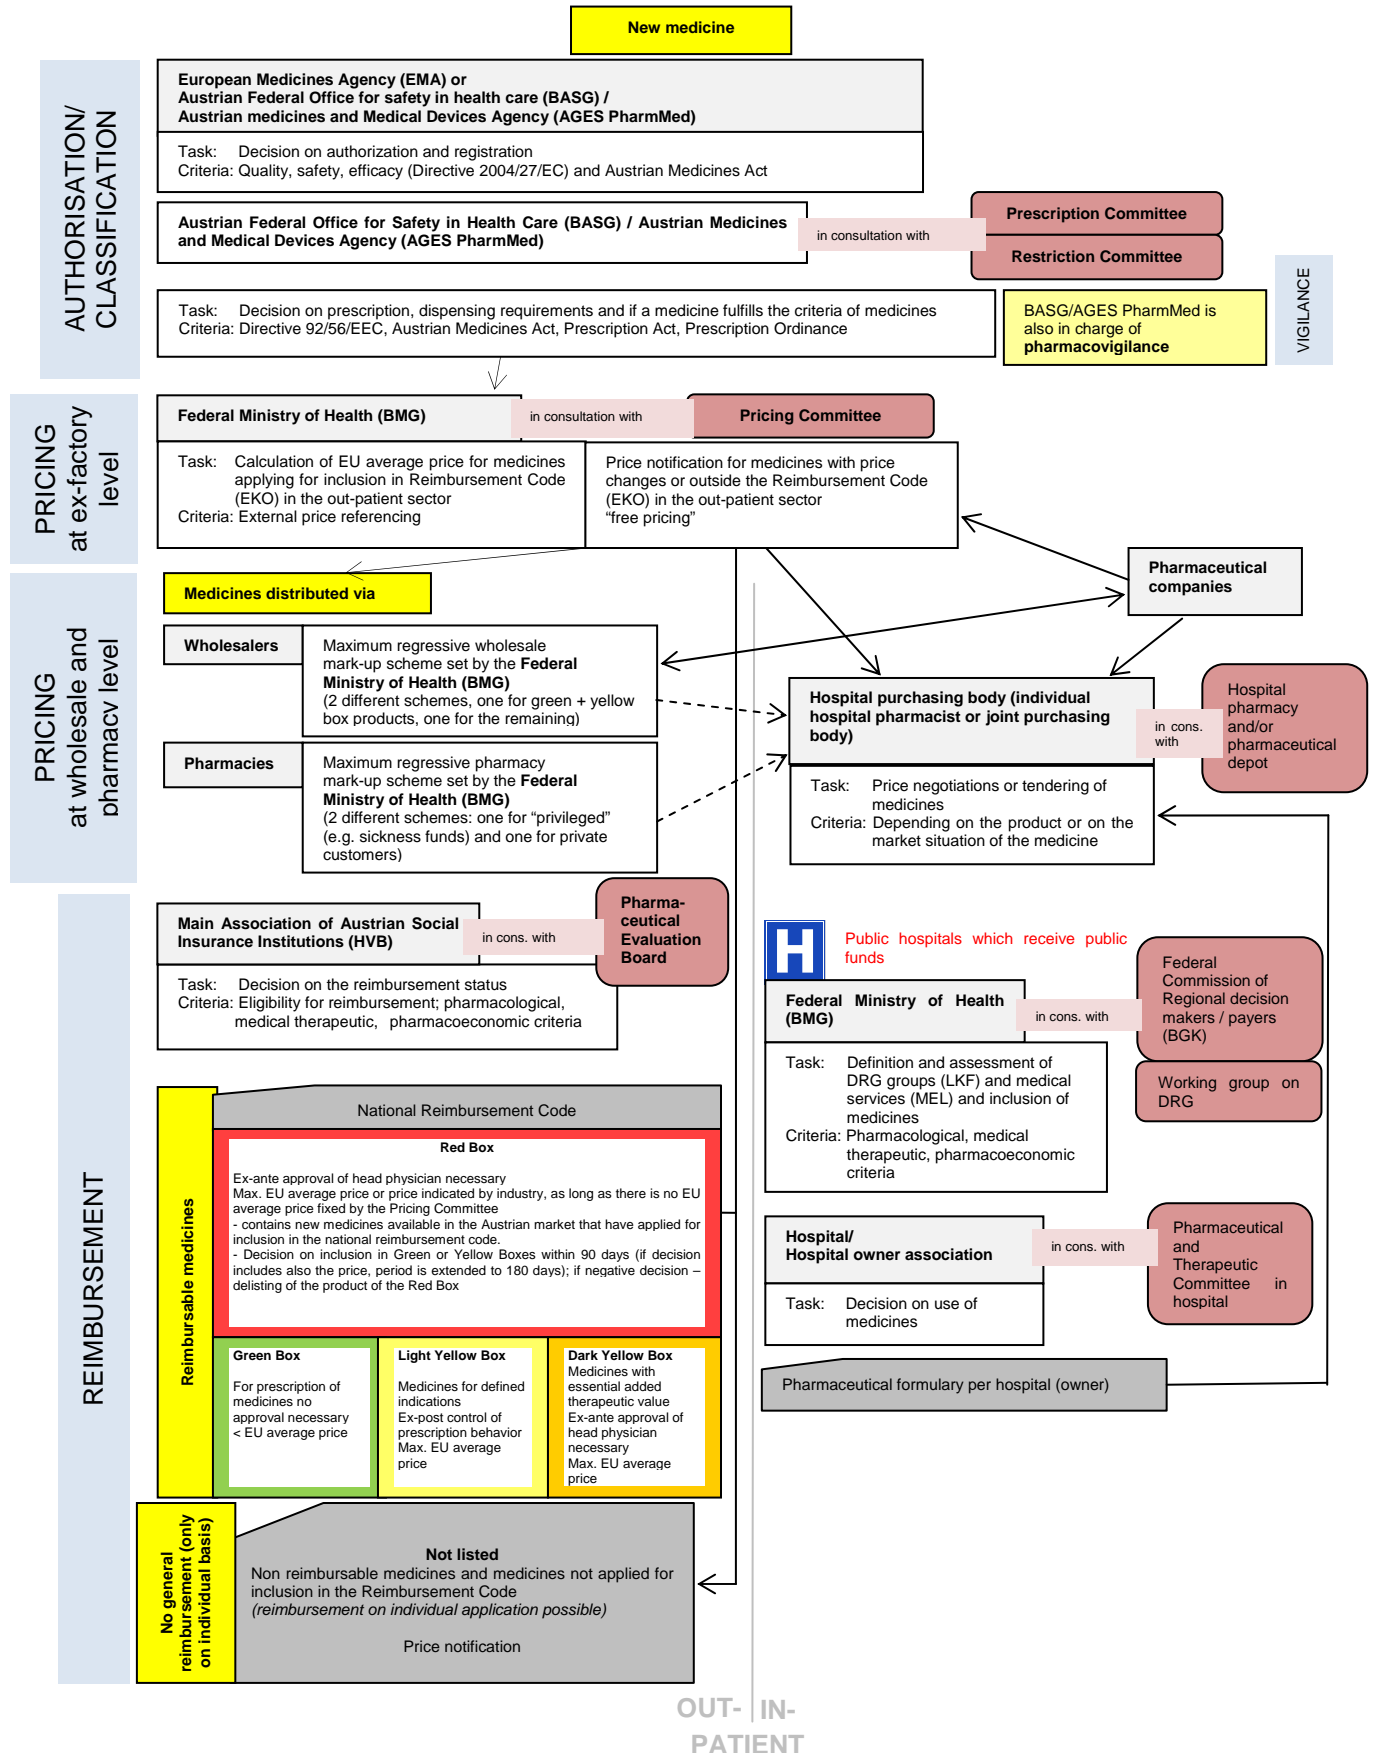 New medicine
AUTHORISATION/
CLASSIFICATION
European Medicines Agency (EMA) or
Austrian Federal Office for safety in health care (BASG) /
Austrian medicines and Medical Devices Agency (AGES PharmMed)
Task: Decision on authorization and registration
Criteria: Quality, safety, efficacy (Directive 2004/27/EC) and Austrian Medicines Act
Austrian Federal Office for Safety in Health Care (BASG) / Austrian Medicines
and Medical Devices Agency (AGES PharmMed)
in consultation with
Prescription Committee
Restriction Committee
Task: Decision on prescription, dispensing requirements and if a medicine fulfills the criteria of medicines
Criteria: Directive 92/56/EEC, Austrian Medicines Act, Prescription Act, Prescription Ordinance
BASG/AGES PharmMed is
also in charge of
pharmacovigilance
VIGILANCE
PRICING
at ex-factory
level
Federal Ministry of Health (BMG)
in consultation with
Pricing Committee
Task: Calculation of EU average price for medicines
applying for inclusion in Reimbursement Code
(EKO) in the out-patient sector
Criteria: External price referencing
Price notification for medicines with price
changes or outside the Reimbursement Code
(EKO) in the out-patient sector
“free pricing”
Pharmaceutical
companies
PRICING
at wholesale and
pharmacy level
Medicines distributed via
Wholesalers
Maximum regressive wholesale
mark-up scheme set by the Federal
Ministry of Health (BMG)
(2 different schemes, one for green + yellow
box products, one for the remaining)
Pharmacies
Maximum regressive pharmacy
mark-up scheme set by the Federal
Ministry of Health (BMG)
(2 different schemes: one for “privileged”
(e.g. sickness funds) and one for private
customers)
Hospital purchasing body (individual
hospital pharmacist or joint purchasing
body)
in cons.
with
Hospital
pharmacy
and/or
pharmaceutical
depot
Task: Price negotiations or tendering of
medicines
Criteria: Depending on the product or on the
market situation of the medicine
REIMBURSEMENT
Main Association of Austrian Social
Insurance Institutions (HVB)
in cons. with
Pharma-
ceutical
Evaluation
Board
Task: Decision on the reimbursement status
Criteria: Eligibility for reimbursement; pharmacological,
medical therapeutic, pharmacoeconomic criteria
H
Public hospitals which receive public
funds
Federal Ministry of Health
(BMG)
in cons. with
Federal
Commission of
Regional decision
makers / payers
(BGK)
Working group on
DRG
Task: Definition and assessment of
DRG groups (LKF) and medical
services (MEL) and inclusion of
medicines
Criteria: Pharmacological, medical
therapeutic, pharmacoeconomic
criteria
Hospital/
Hospital owner association
in cons. with
Pharmaceutical
and
Therapeutic
Committee in
hospital
Task: Decision on use of
medicines
Pharmaceutical formulary per hospital (owner)
Reimbursable medicines
National Reimbursement Code
Red Box
Ex-ante approval of head physician necessary
Max. EU average price or price indicated by industry, as long as there is no EU
average price fixed by the Pricing Committee
- contains new medicines available in the Austrian market that have applied for
inclusion in the national reimbursement code.
- Decision on inclusion in Green or Yellow Boxes within 90 days (if decision
includes also the price, period is extended to 180 days); if negative decision –
delisting of the product of the Red Box
Green Box
For prescription of
medicines no
approval necessary
< EU average price
Light Yellow Box
Medicines for defined
indications
Ex-post control of
prescription behavior
Max. EU average
price
Dark Yellow Box
Medicines with
essential added
therapeutic value
Ex-ante approval of
head physician
necessary
Max. EU average
price
No general
reimbursement (only
on individual basis)
Not listed
Non reimbursable medicines and medicines not applied for
inclusion in the Reimbursement Code
(reimbursement on individual application possible)
Price notification
OUT- IN-
PATIENT